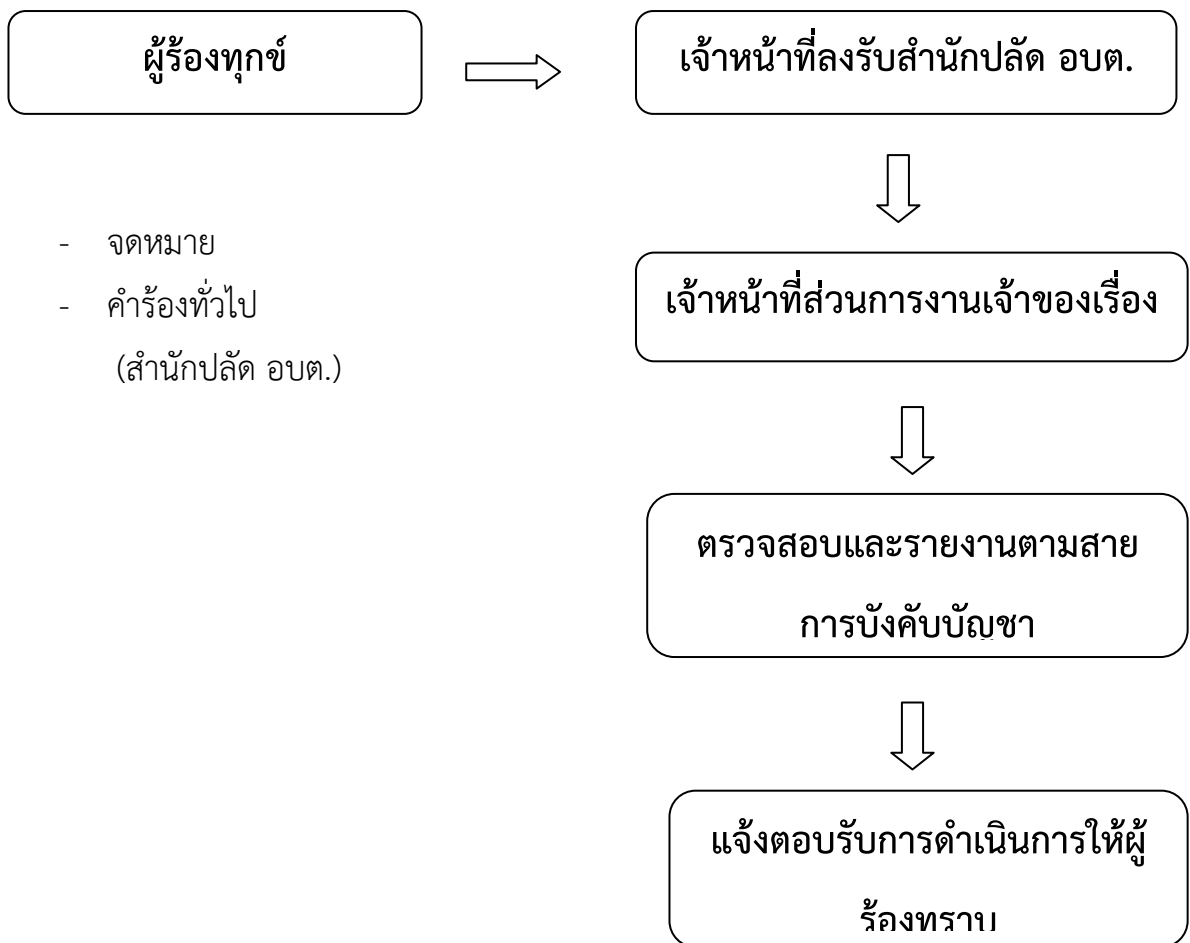 ผู้ร้องทุกข์
เจ้าหน้าที่ลงรับสำนักปลัด อบต.
- จดหมาย
- คำร้องทั่วไป
(สำนักปลัด อบต.)
เจ้าหน้าที่ส่วนการงานเจ้าของเรื่อง
ตรวจสอบและรายงานตามสาย
การบังคับบัญชา
แจ้งตอบรับการดำเนินการให้ผู้
ร้องทราบ